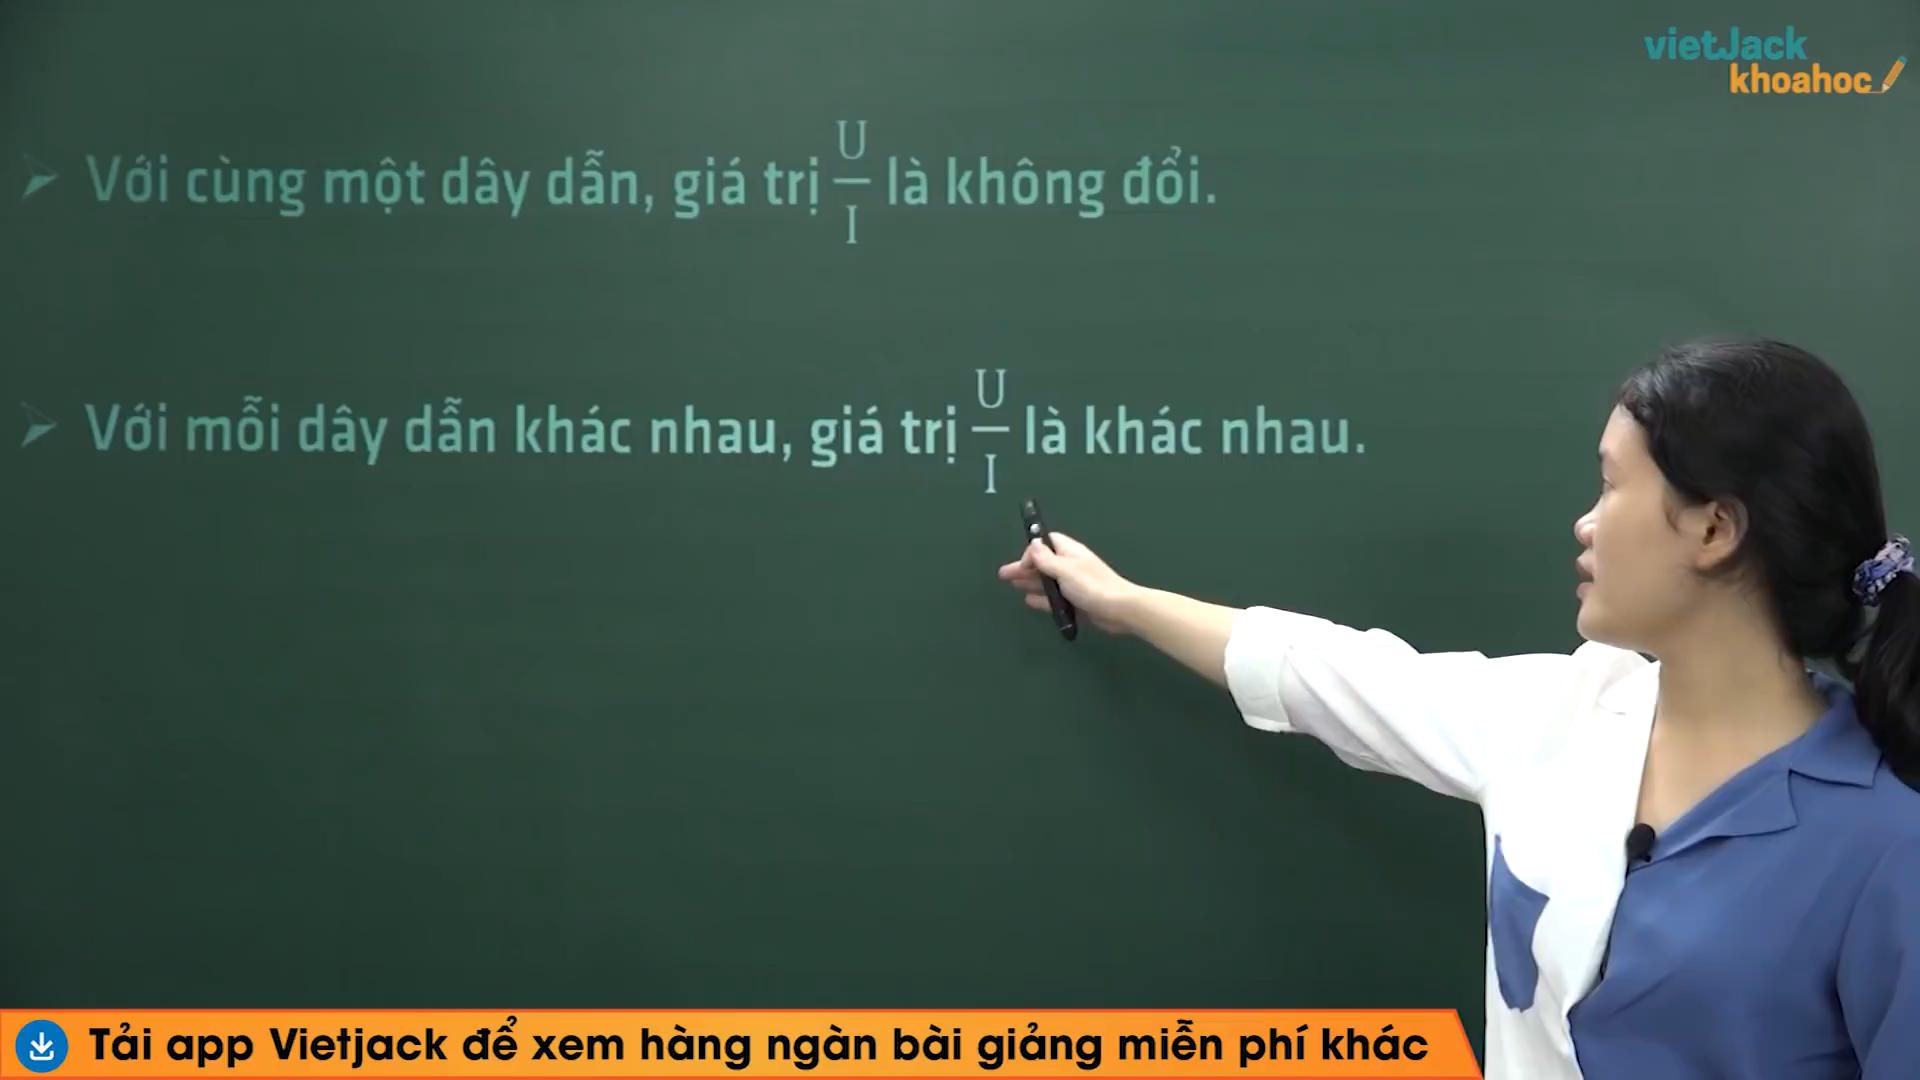 vietJack
khoahoc
➢ Với cùng một dây dẫn, giá trị U/I là không đổi.
➢ Với mỗi dây dẫn khác nhau, giá trị U/I là khác nhau.
Tải app Vietjack để xem hàng ngàn bài giảng miễn phí khác